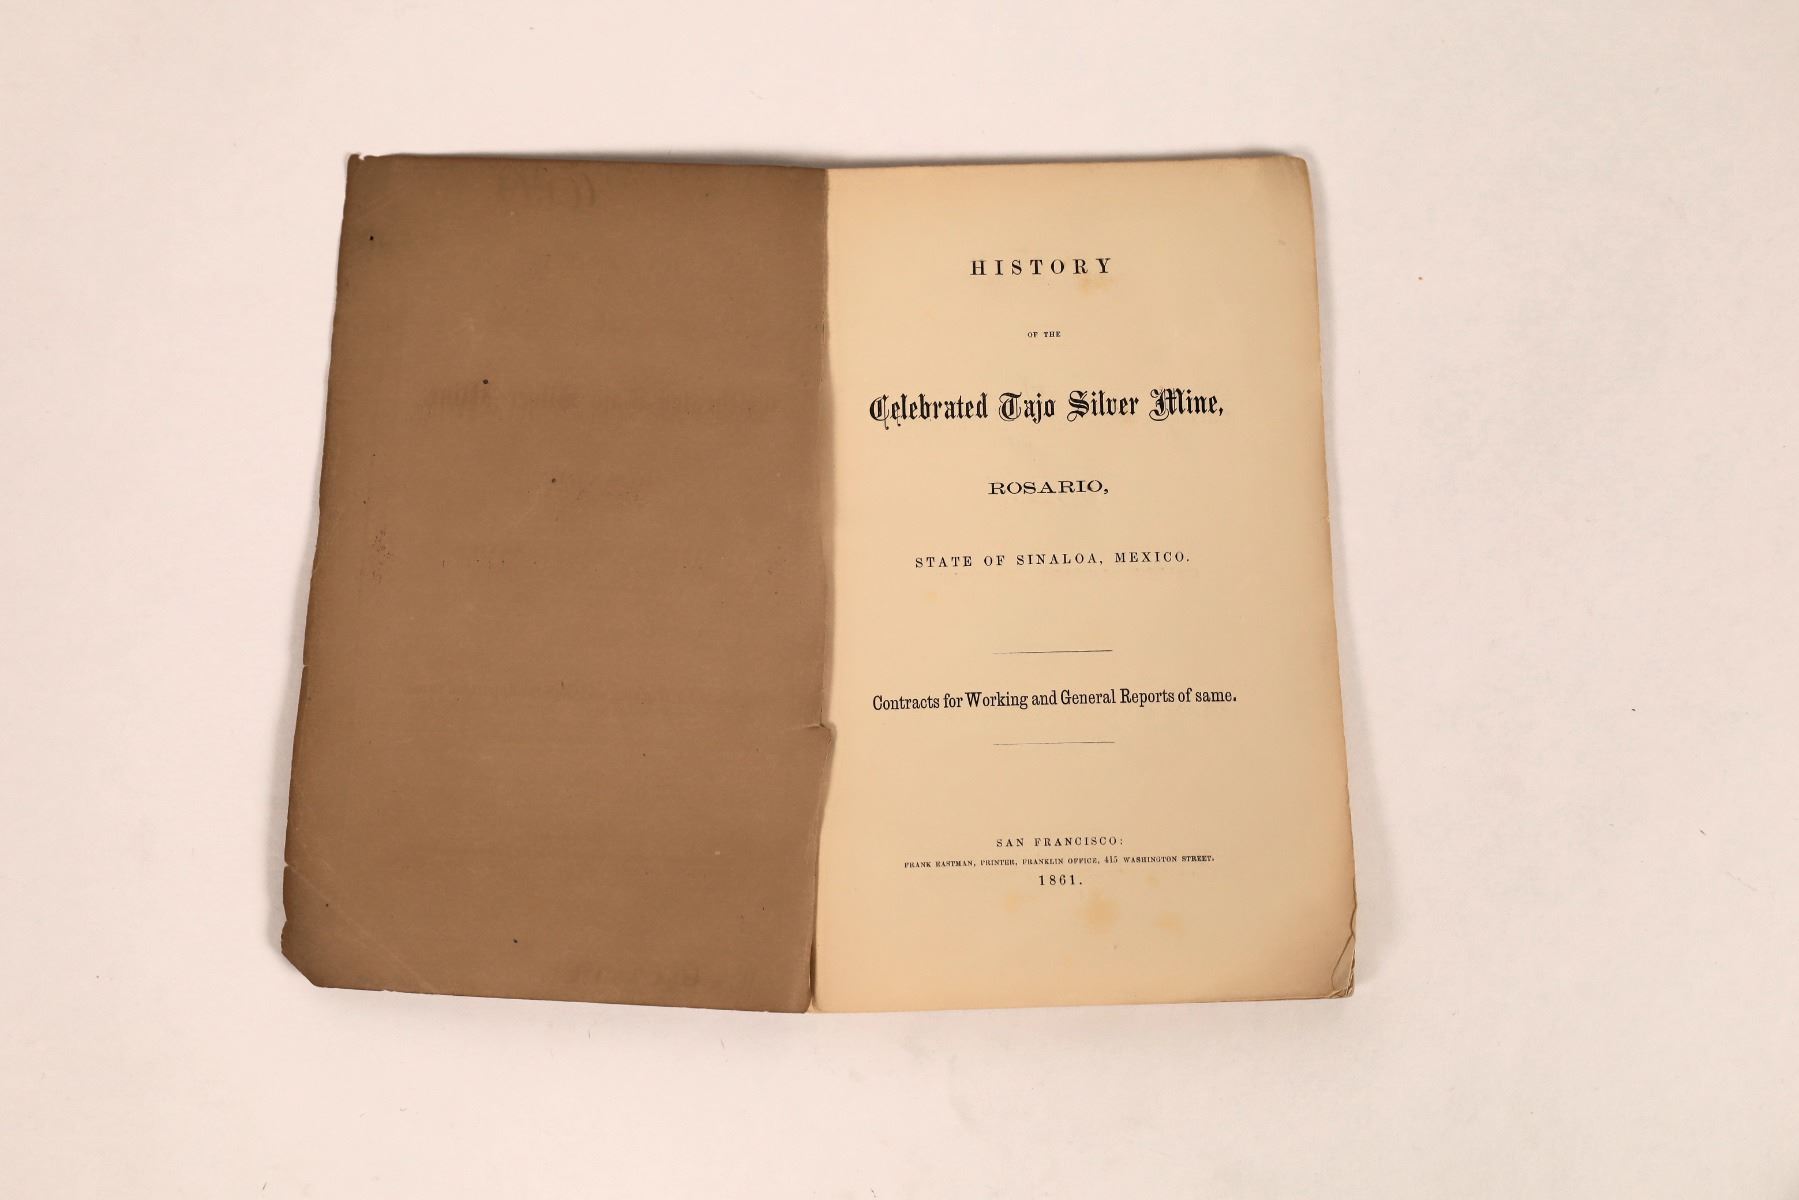 HISTORY
OF THE
Celebrated Tajo Silver Mine,
ROSARIO,
STATE OF SINALOA, MEXICO.
Contracts for Working and General Reports of same.
SAN FRANCISCO:
FRANK EASTMAN, PRINTER, FRANKLIN OFFICE, 415 WASHINGTON STREET.
1861.